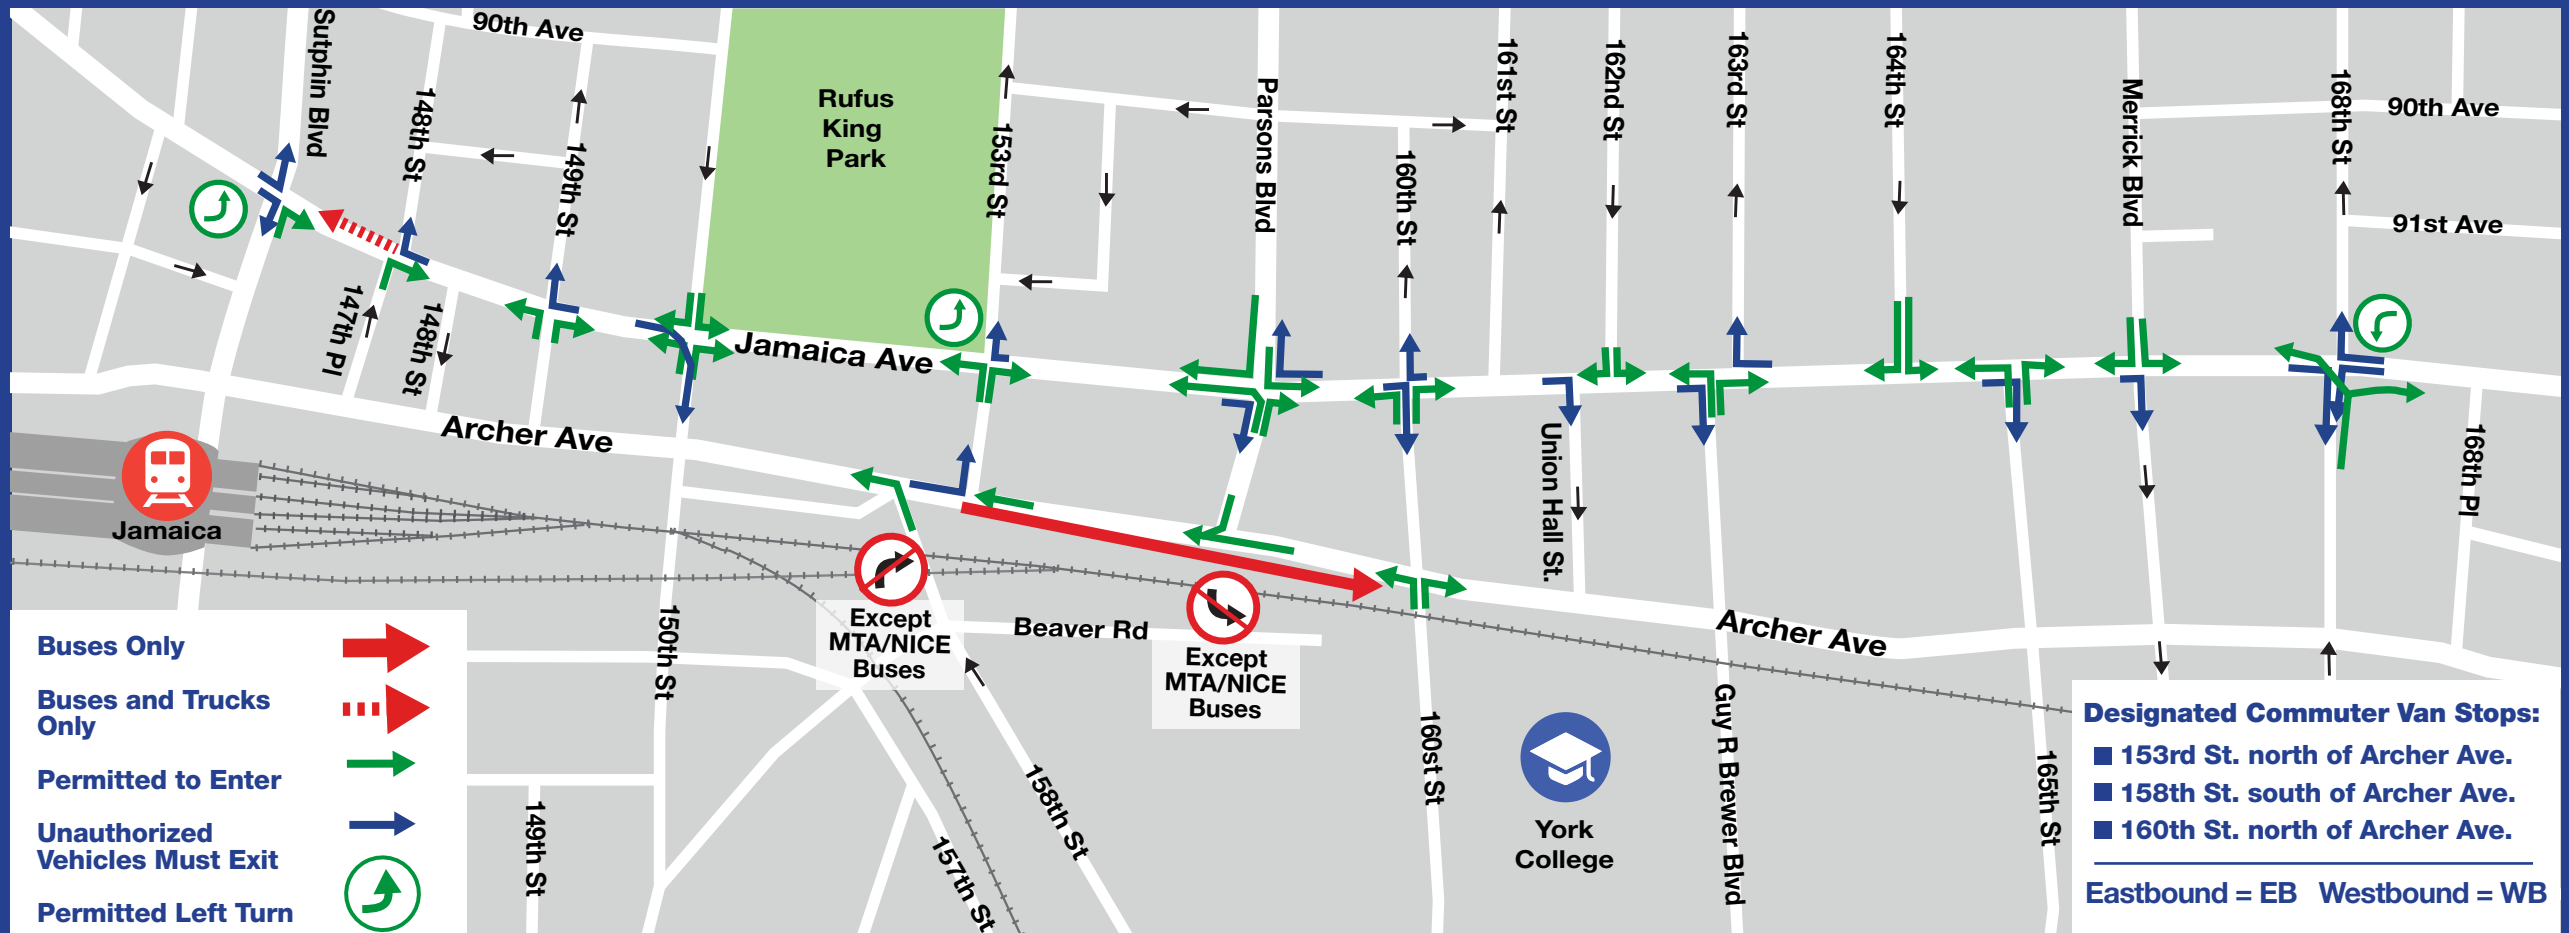 Sutphin Blvd
90th Ave
148th St
149th St
Rufus
King
Park
153rd St
Parsons Blvd
160th St
161st St
162nd St
163rd St
164th St
Merrick Blvd
168th St
90th Ave
91st Ave
147th Pl
148th St
Jamaica Ave
Archer Ave
Union Hall St.
168th Pl
Jamaica
150th St
Except
MTA/NICE
Buses
Beaver Rd
Except
MTA/NICE
Buses
Archer Ave
149th St
157th St
158th St
160st St
York
College
Guy R Brewer Blvd
165th St
Buses Only
Buses and Trucks
Only
Permitted to Enter
Unauthorized
Vehicles Must Exit
Permitted Left Turn
Designated Commuter Van Stops:
153rd St. north of Archer Ave.
158th St. south of Archer Ave.
160th St. north of Archer Ave.
Eastbound = EB Westbound = WB